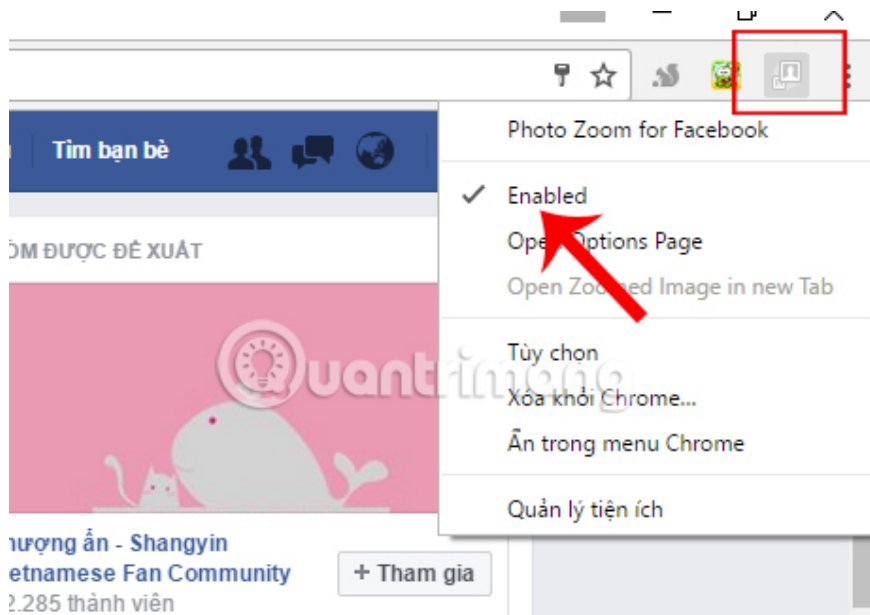 Photo Zoom for Facebook
Tìm bạn bè
Enabled
Open Options Page
ÓM ĐƯỢC ĐỀ XUẤT
Open Zoomed Image in new Tab
Tùy chọn
Quantrimang
Xóa khỏi Chrome...
Ẩn trong menu Chrome
Quản lý tiện ích
ượng ẩn - Shangyin
etnamese Fan Community
+ Tham gia
2.285 thành viên